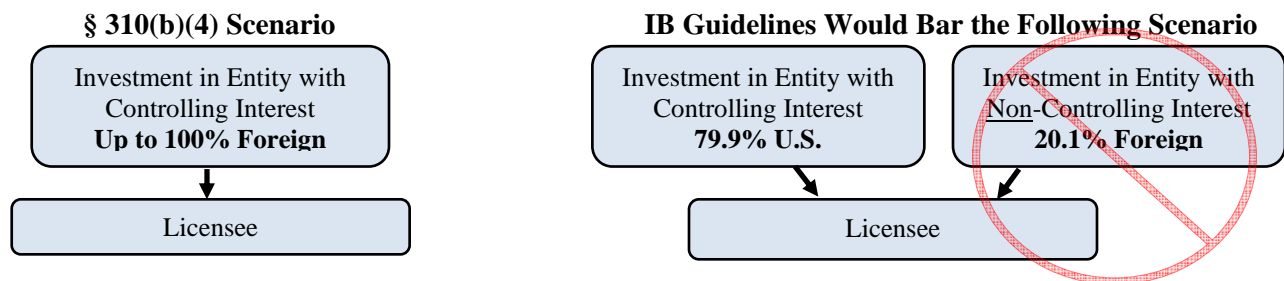 § 310(b)(4) Scenario
Investment in Entity with
Controlling Interest
Up to 100% Foreign
Licensee
IB Guidelines Would Bar the Following Scenario
Investment in Entity with
Controlling Interest
79.9% U.S.
Investment in Entity with
Non-Controlling Interest
20.1% Foreign
Licensee